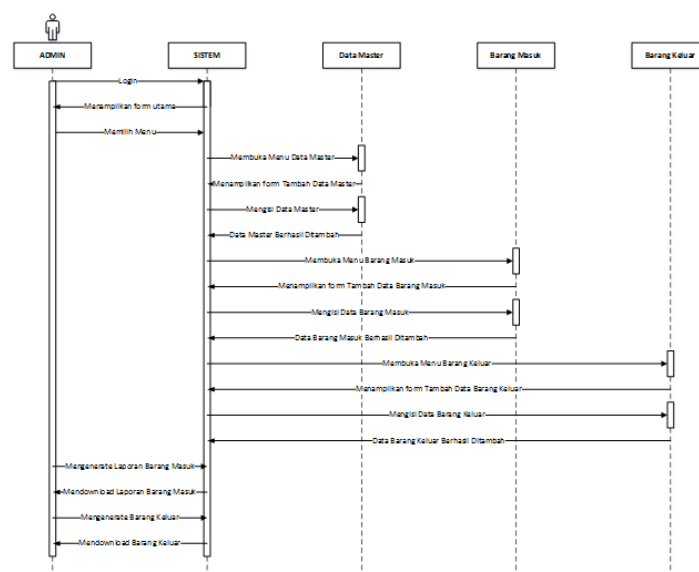 ADMIN
SISTEM
Data Master
Barang Masuk
Barang Keluar
Login
Menampilkan form utama
Memilih Menu
Membuka Menu Data Master
Menampilkan form Tambah Data Master
Mengisi Data Master
Data Master Berhasil Ditambah
Membuka Menu Barang Masuk
Menampilkan form Tambah Data Barang Masuk
Mengisi Data Barang Masuk
Data Barang Masuk Berhasil Ditambah
Membuka Menu Barang Keluar
Menampilkan form Tambah Data Barang Keluar
Mengisi Data Barang Keluar
Data Barang Keluar Berhasil Ditambah
Mengenerate Laporan Barang Masuk
Mendownload Laporan Barang Masuk
Mengenerate Barang Keluar
Mendownload Barang Keluar